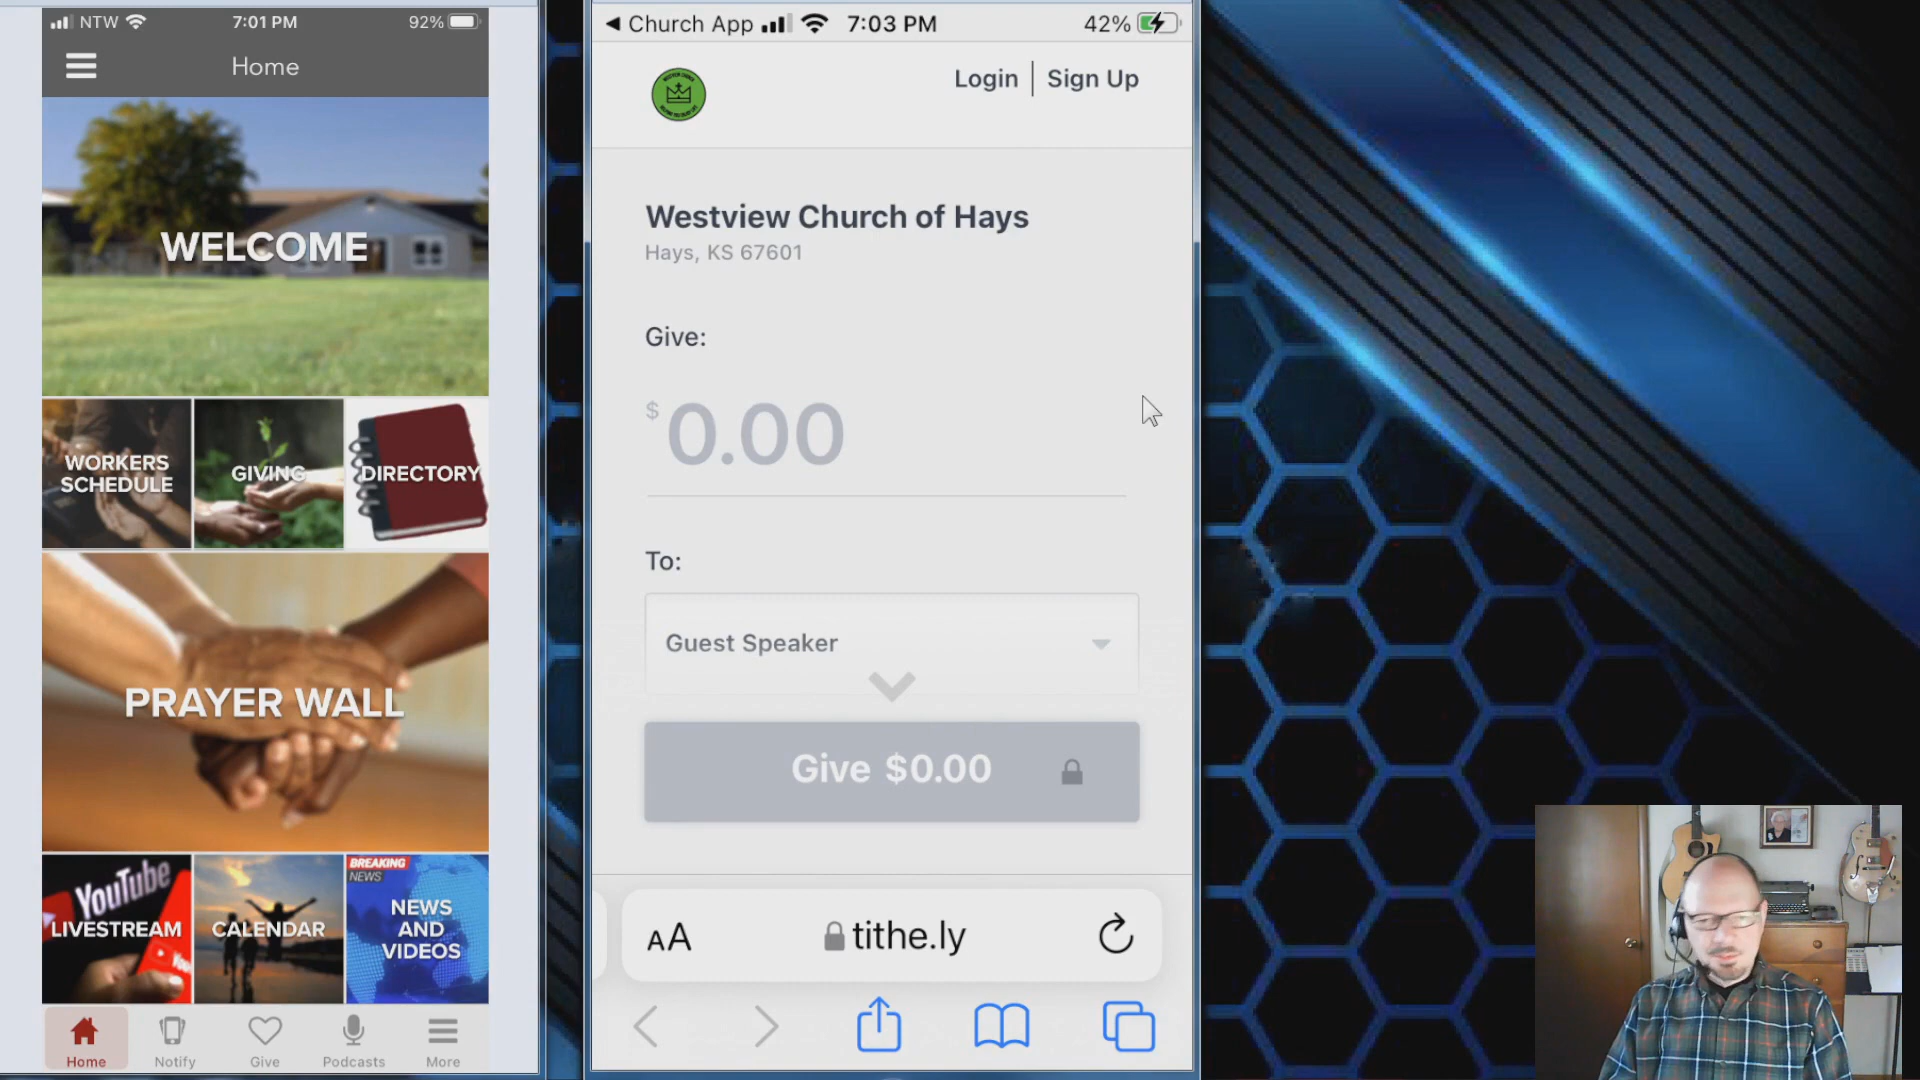 NTW 7:01 PM 92%
Home
WELCOME
WORKERS
SCHEDULE
GIVING
DIRECTORY
PRAYER WALL
YouTube
LIVESTREAM
CALENDAR
BREAKING
NEWS
NEWS
AND
VIDEOS
Home Notify Give Podcasts More
Church App 7:03 PM 42%
Login Sign Up
Westview Church of Hays
Hays, KS 67601
Give:
$ 0.00
To:
Guest Speaker
Give $0.00
AA tithe.ly